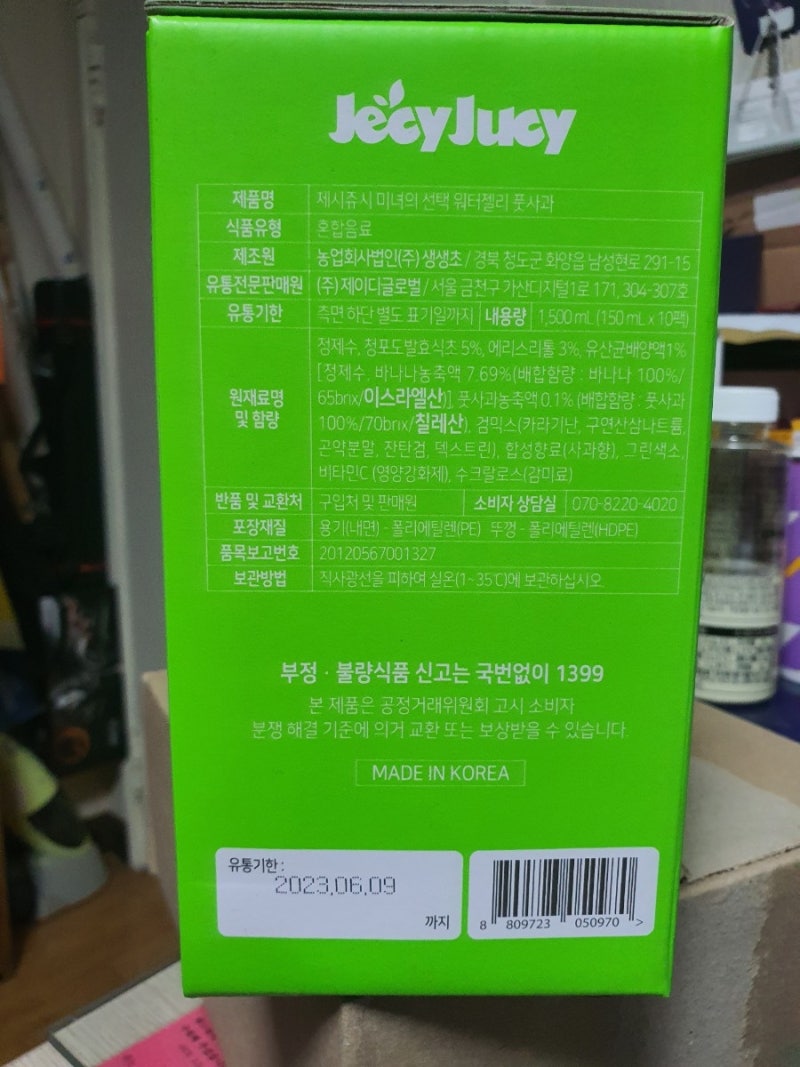 JecyJucy
제품명 제시쥬시 미녀의 선택 워터젤리 풋사과
식품유형 혼합음료
제조원 농업회사법인(주) 생생초 / 경북 청도군 화양읍 남성현로 291-15
유통전문판매원 (주) 제이디글로벌 / 서울 금천구 가산디지털1로 171, 304-307호
유통기한 측면 하단 별도 표기일까지 내용량 1,500 mL (150 mL x 10팩)
원재료명 및 함량 정제수, 청포도발효식초 5%, 에리스리톨 3%, 유산균배양액1%
[정제수, 바나나농축액 7.69%(배합함량 : 바나나 100%/
65brix/이스라엘산)], 풋사과농축액 0.1% (배합함량 : 풋사과
100%/70brix/칠레산), 검믹스(카라기난, 구연산삼나트륨,
곤약분말, 잔탄검, 덱스트린), 합성향료(사과향), 그린색소,
비타민C (영양강화제), 수크랄로스(감미료)
반품 및 교환처 구입처 및 판매원 소비자 상담실 070-8220-4020
포장재질 용기(내면) - 폴리에틸렌(PE) 뚜껑 - 폴리에틸렌(HDPE)
품목보고번호 20120567001327
보관방법 직사광선을 피하여 실온(1~35℃)에 보관하십시오.
부정 · 불량식품 신고는 국번없이 1399
본 제품은 공정거래위원회 고시 소비자
분쟁 해결 기준에 의거 교환 또는 보상받을 수 있습니다.
MADE IN KOREA
유통기한 :
2023.06.09
까지
8 809723 050970 >